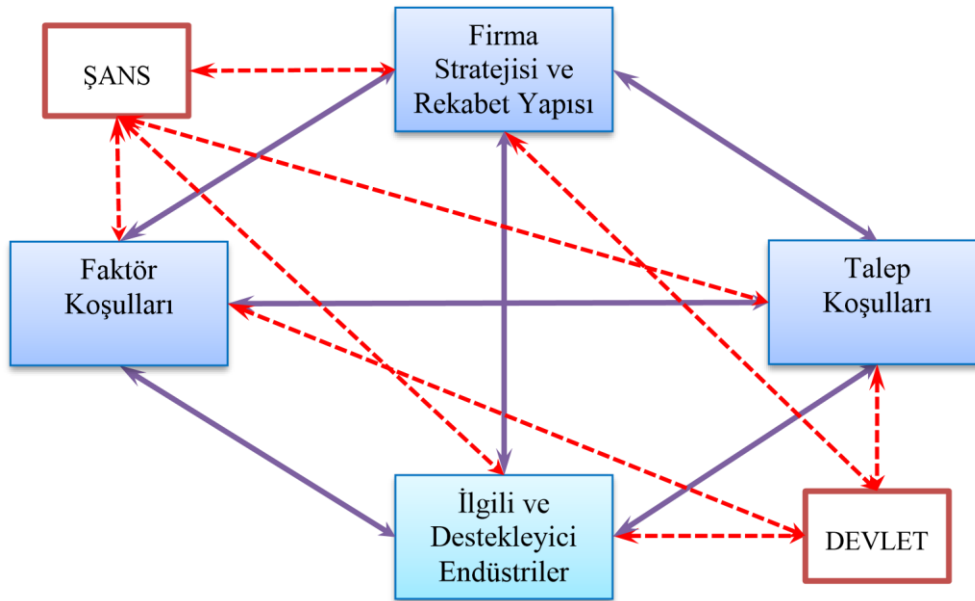 ŞANS
Firma
Stratejisi ve
Rekabet Yapısı
Faktör
Koşulları
Talep
Koşulları
İlgili ve
Destekleyici
Endüstriler
DEVLET